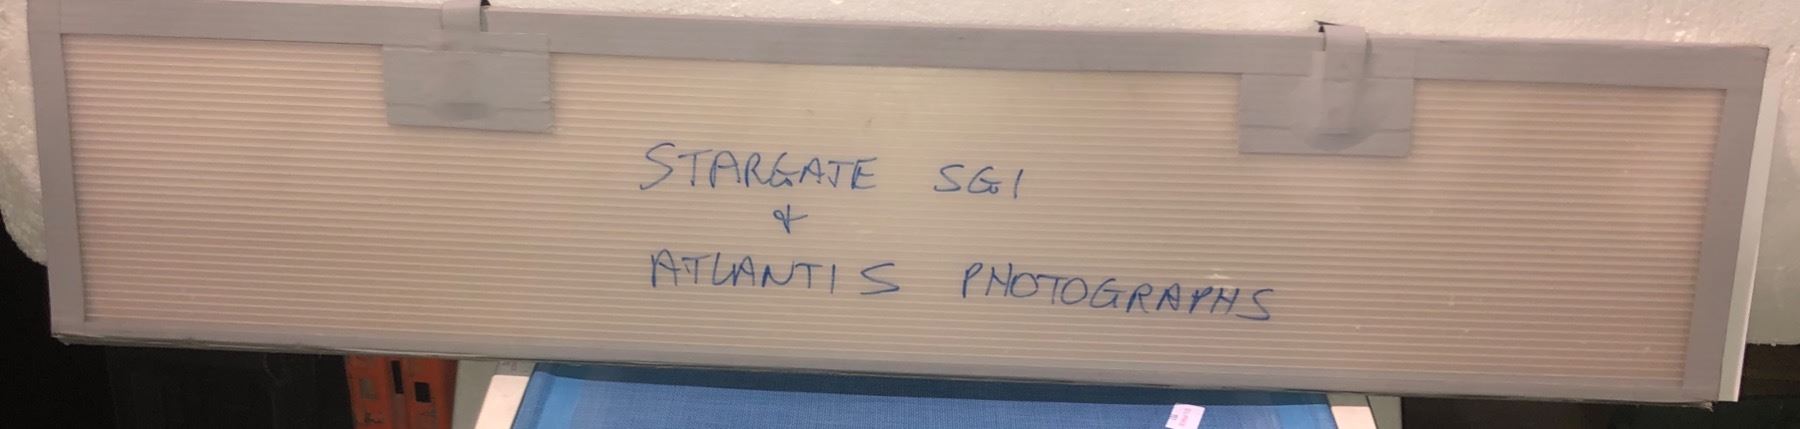 STARGATE SG1
&
ATLANTIS PHOTOGRAPHS